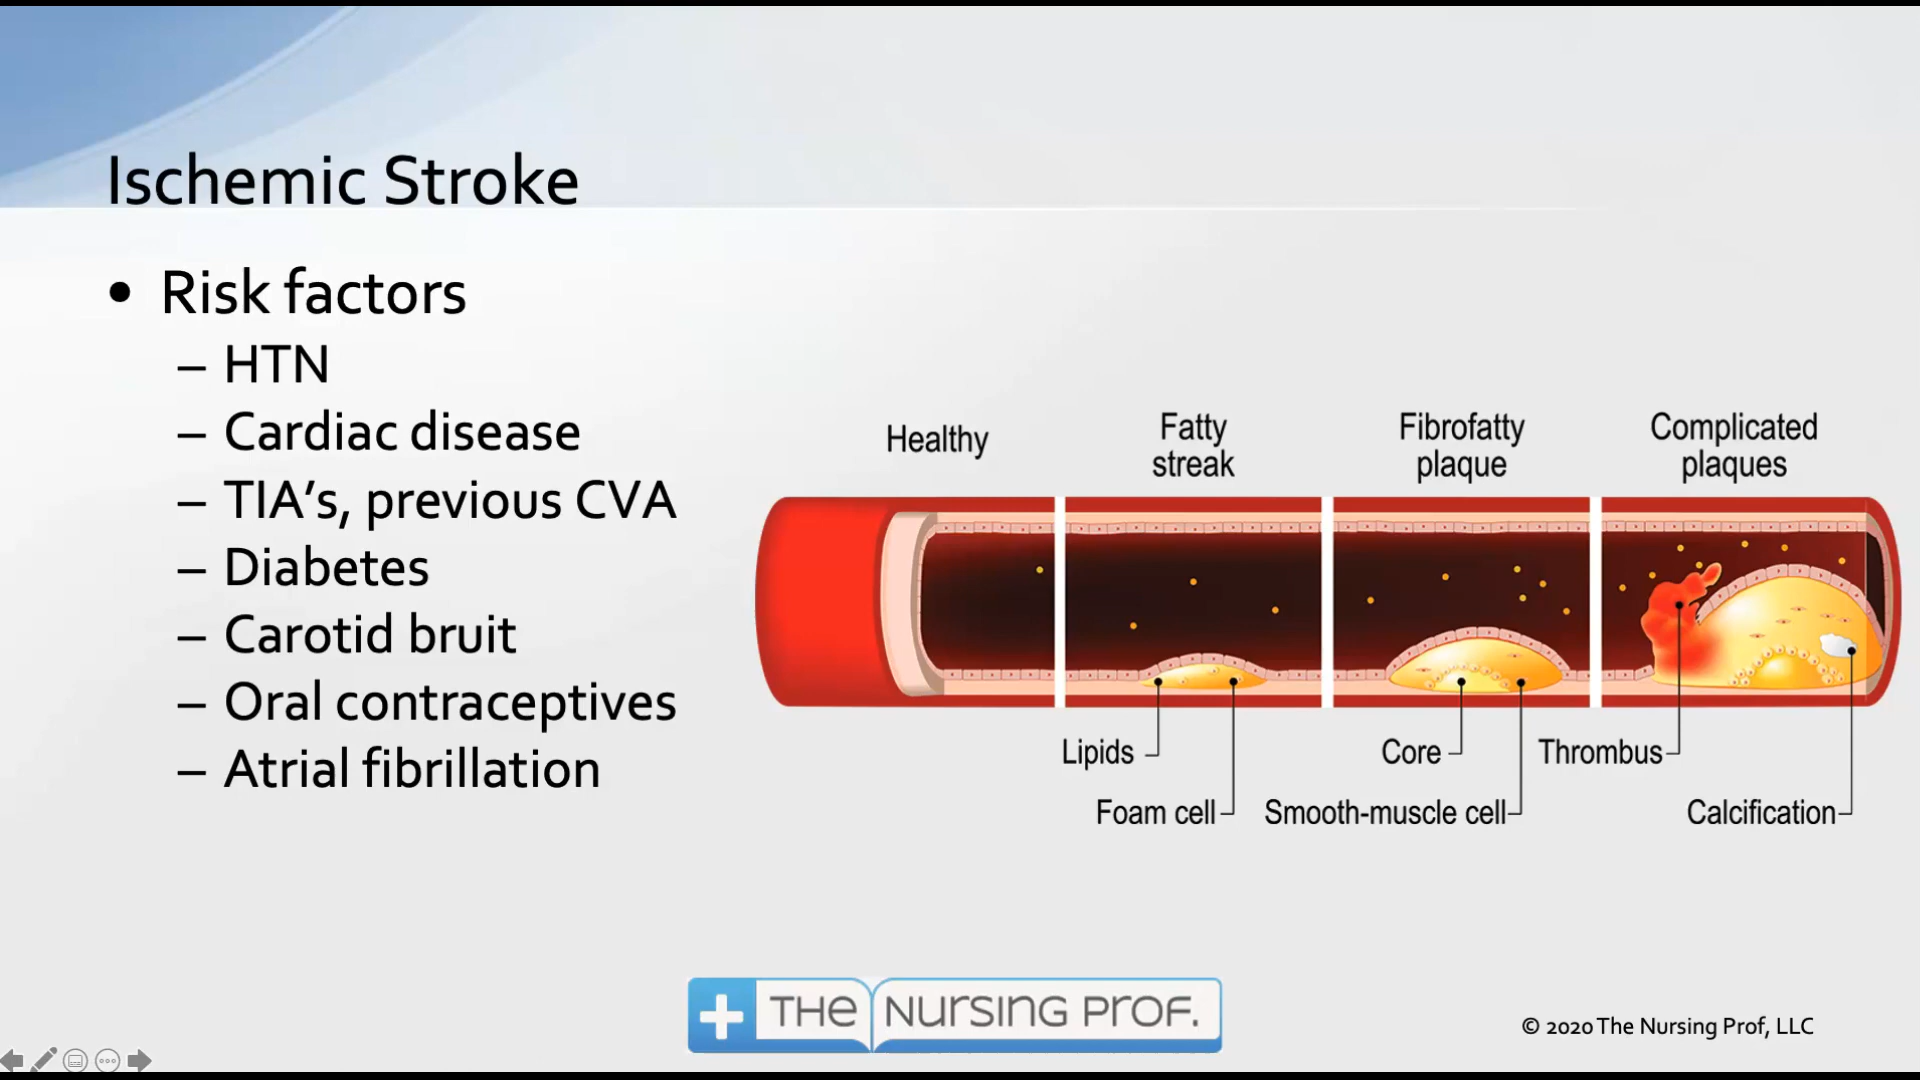 Ischemic Stroke
• Risk factors
– HTN
– Cardiac disease
– TIA’s, previous CVA
– Diabetes
– Carotid bruit
– Oral contraceptives
– Atrial fibrillation
Healthy
Fatty
streak
Fibrofatty
plaque
Complicated
plaques
Lipids
Core
Thrombus
Foam cell
Smooth-muscle cell
Calcification
THE NURSING PROF.
© 2020 The Nursing Prof, LLC